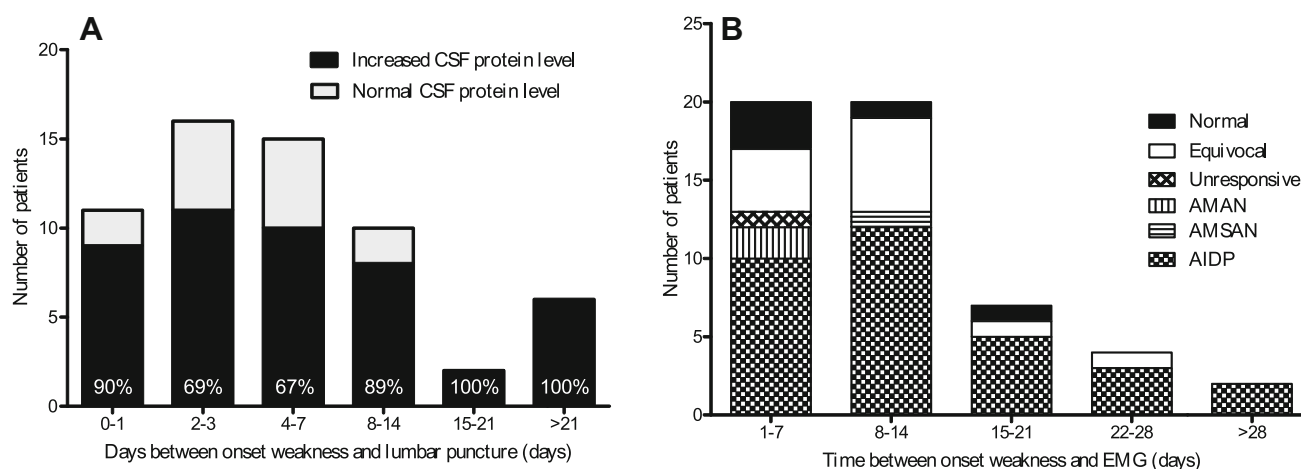 A
20
15
10
5
0
Number of patients
Increased CSF protein level
Normal CSF protein level
90% 69% 67% 89% 100% 100%
0-1 2-3 4-7 8-14 15-21 >21
Days between onset weakness and lumbar puncture (days)
B
25
20
15
10
5
0
Number of patients
Normal
Equivocal
Unresponsive
AMAN
AMSAN
AIDP
1-7 8-14 15-21 22-28 >28
Time between onset weakness and EMG (days)